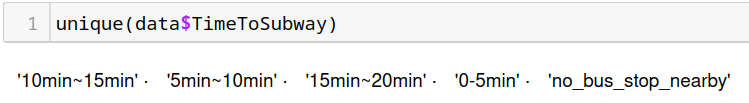 1 unique(data$TimeToSubway)
'10min~15min' · '5min~10min' · '15min~20min' · '0-5min' · 'no_bus_stop_nearby'